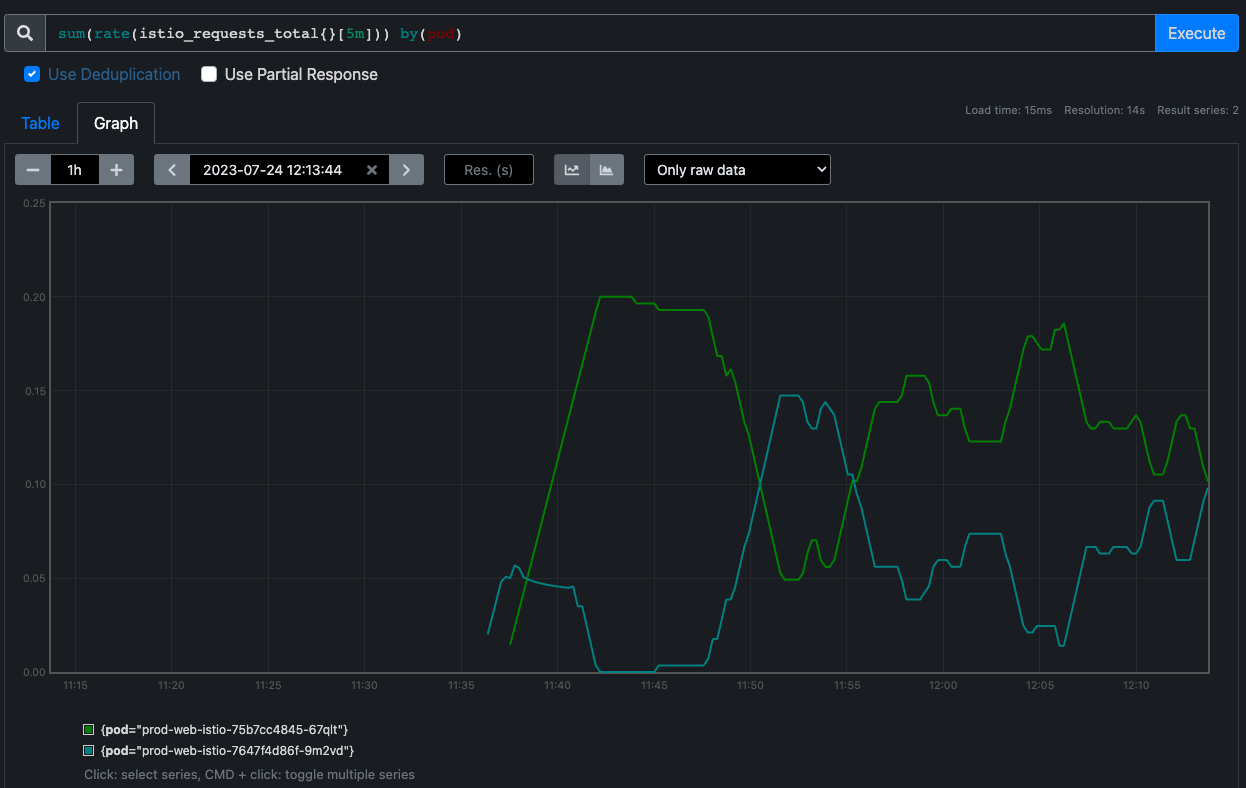 sum(rate(istio_requests_total{}[5m])) by(pod)
Execute
Use Deduplication
Use Partial Response
Table
Graph
Load time: 15ms Resolution: 14s Result series: 2
1h
2023-07-24 12:13:44
Res. (s)
Only raw data
0.25
0.20
0.15
0.10
0.05
0.00
11:15 11:20 11:25 11:30 11:35 11:40 11:45 11:50 11:55 12:00 12:05 12:10
{pod="prod-web-istio-75b7cc4845-67qlt"}
{pod="prod-web-istio-7647f4d86f-9m2vd"}
Click: select series, CMD + click: toggle multiple series